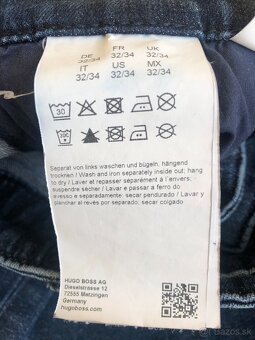 DE FR UK
32/34 32/34 32/34
IT US MX
32/34 32/34 32/34
30
Separat von links waschen und bügeln, hängend
trocknen / Wash and iron separately inside out, hang
to dry / Laver et repasser séparément à l'envers,
suspendre sécher / Lavar e passar a ferro do
avesso separadamente, secar pendurado / Lavar
y planchar al revés separado, secar colgado
HUGO BOSS AG
Dieselstrasse 12
72555 Metzingen
Germany
hugoboss.com
Bazos.sk